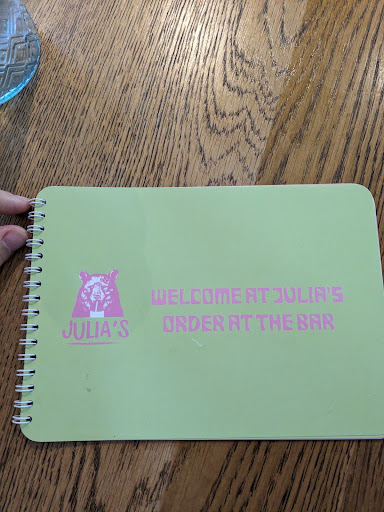 JULIA'S
WELCOME AT JULIA'S
ORDER AT THE BAR